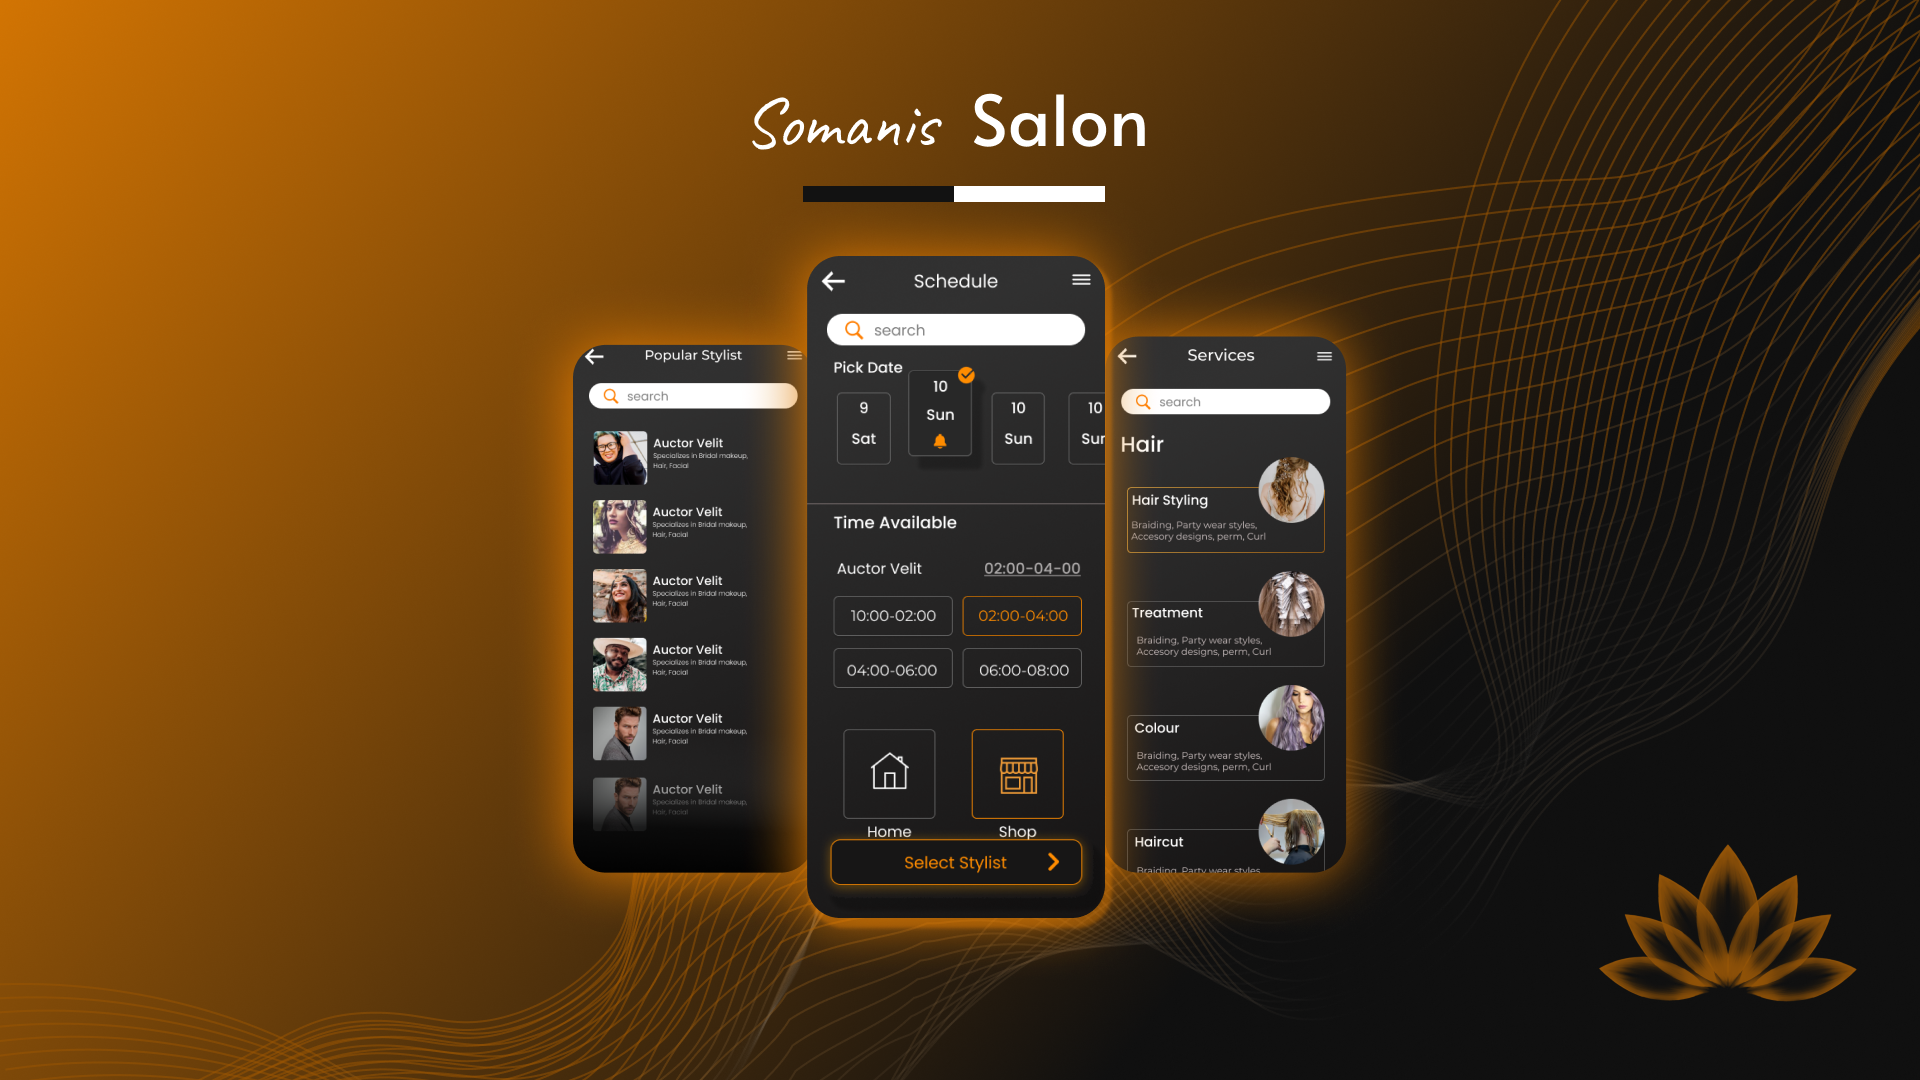 Somanis Salon
Popular Stylist
search
Auctor Velit
Specializes in Bridal makeup,
Hair, Facial
Auctor Velit
Specializes in Bridal makeup,
Hair, Facial
Auctor Velit
Specializes in Bridal makeup,
Hair, Facial
Auctor Velit
Specializes in Bridal makeup,
Hair, Facial
Auctor Velit
Specializes in Bridal makeup,
Hair, Facial
Auctor Velit
Specializes in Bridal makeup,
Hair, Facial
Schedule
search
Pick Date
9 10 10 10
Sat Sun Sun Sun
Time Available
Auctor Velit 02:00-04-00
10:00-02:00 02:00-04:00
04:00-06:00 06:00-08:00
Home Shop
Select Stylist
Services
search
Hair
Hair Styling
Braiding, Party wear styles,
Accesory designs, perm, Curl
Treatment
Braiding, Party wear styles,
Accesory designs, perm, Curl
Colour
Braiding, Party wear styles,
Accesory designs, perm, Curl
Haircut
Braiding, Party wear styles,